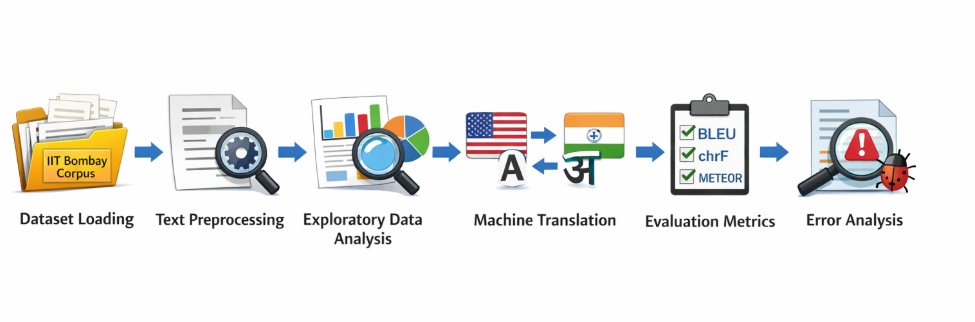 IIT Bombay
Corpus
A
अ
BLEU
chrF
METEOR
Dataset Loading
Text Preprocessing
Exploratory Data
Analysis
Machine Translation
Evaluation Metrics
Error Analysis